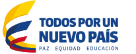 TODOS POR UN
NUEVO PAÍS
PAZ EQUIDAD EDUCACIÓN